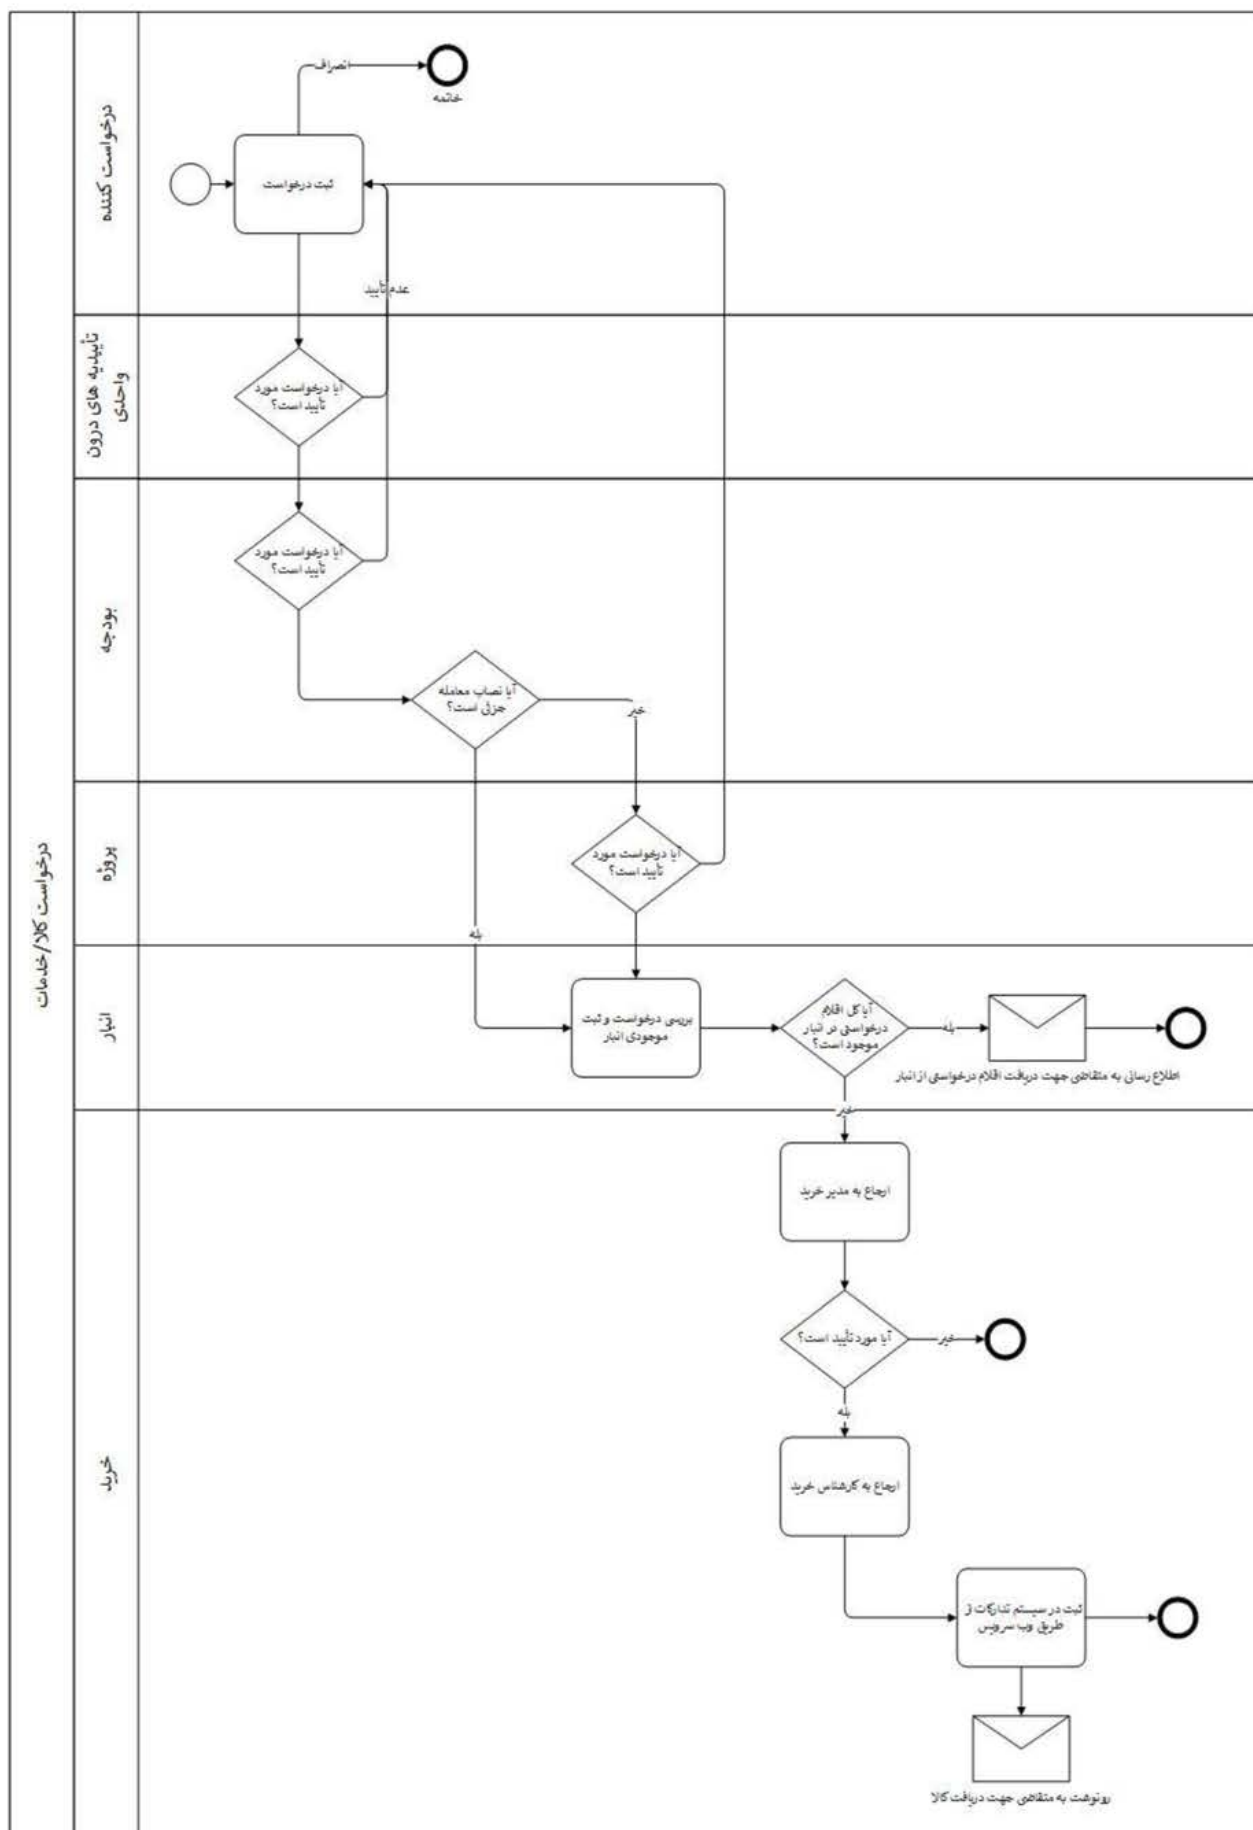 درخواست کالا/خدمات
درخواست کننده
انصراف
خاتمه
ثبت درخواست
عدم تأیید
تأییدیه های درون
واحدی
آیا درخواست مورد
تأیید است؟
بودجه
آیا درخواست مورد
تأیید است؟
آیا نصاب معامله
جزئی است؟
خیر
پروژه
آیا درخواست مورد
تأیید است؟
بله
انبار
بررسی درخواست و ثبت
موجودی انبار
آیا کل اقلام
درخواستی در انبار
موجود است؟
بله
اطلاع رسانی به متقاضی جهت دریافت اقلام درخواستی از انبار
خیر
خرید
ارجاع به مدیر خرید
آیا مورد تأیید است؟
خیر
بله
ارجاع به کارشناس خرید
ثبت در سیستم تدارکات از
طریق وب سرویس
رونوشت به متقاضی جهت دریافت کالا